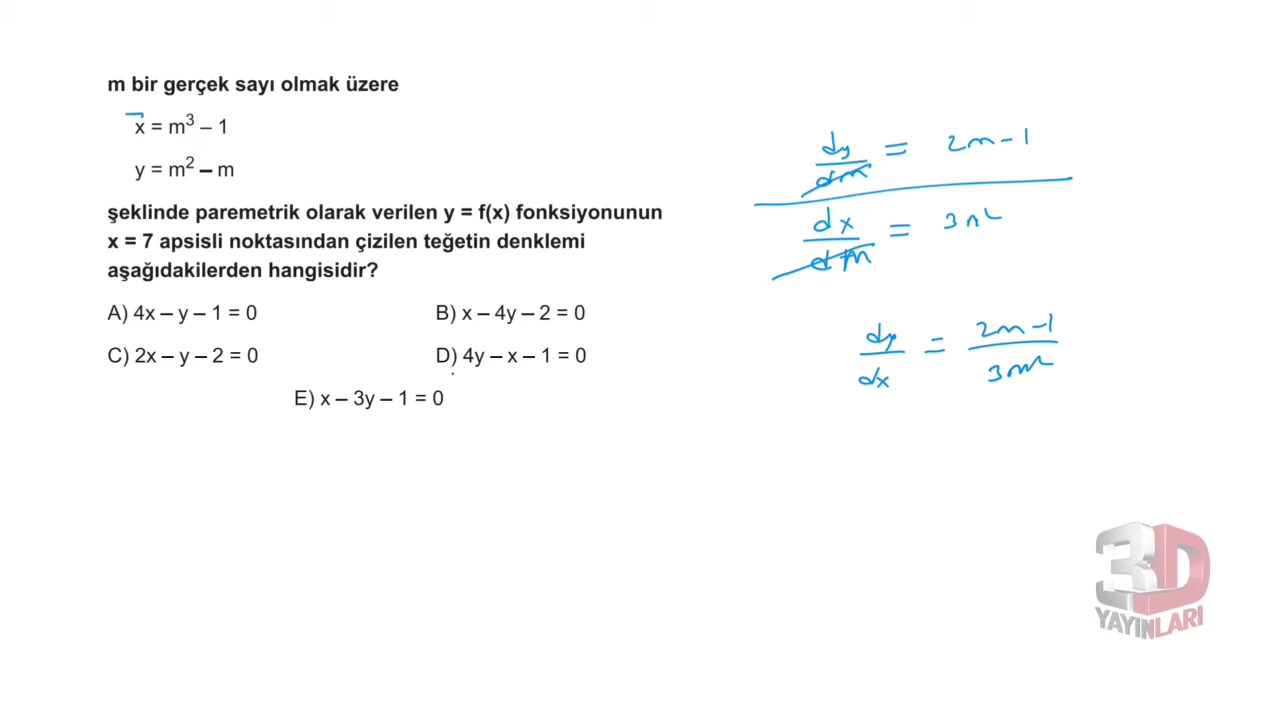 m bir gerçek sayı olmak üzere
x = m³ – 1
y = m² – m
şeklinde paremetrik olarak verilen y = f(x) fonksiyonunun
x = 7 apsisli noktasından çizilen teğetin denklemi
aşağıdakilerden hangisidir?
A) 4x – y – 1 = 0
B) x – 4y – 2 = 0
C) 2x – y – 2 = 0
D) 4y – x – 1 = 0
E) x – 3y – 1 = 0
dy/dm = 2m-1
dx/dm = 3m²
dy/dx = 2m-1/3m²
3D
YAYINLARI